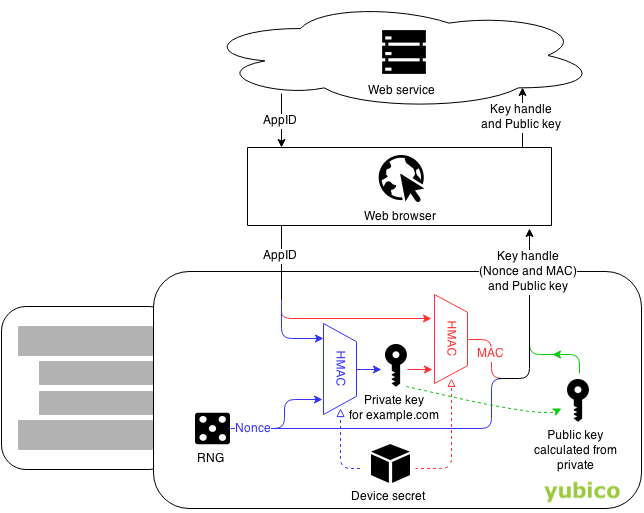 Web service
AppID
Key handle
and Public key
Web browser
AppID
Key handle
(Nonce and MAC)
and Public key
HMAC
HMAC
MAC
Private key
for example.com
Nonce
RNG
Public key
calculated from
private
Device secret
yubico